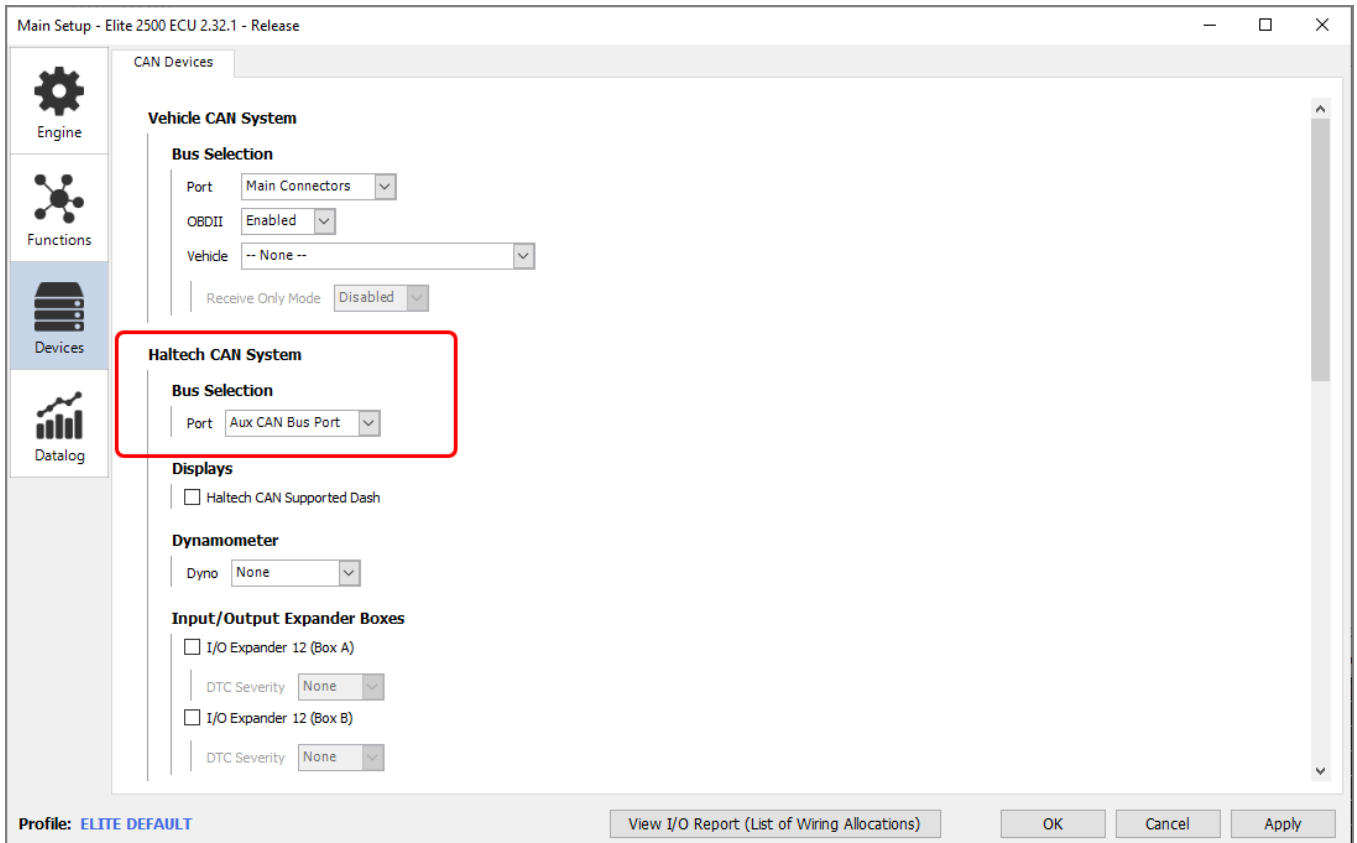 Main Setup - Elite 2500 ECU 2.32.1 - Release
Engine
Functions
Devices
Datalog
CAN Devices
Vehicle CAN System
Bus Selection
Port Main Connectors
OBDII Enabled
Vehicle -- None --
Receive Only Mode Disabled
Haltech CAN System
Bus Selection
Port Aux CAN Bus Port
Displays
Haltech CAN Supported Dash
Dynamometer
Dyno None
Input/Output Expander Boxes
I/O Expander 12 (Box A)
DTC Severity None
I/O Expander 12 (Box B)
DTC Severity None
Profile: ELITE DEFAULT
View I/O Report (List of Wiring Allocations)
OK
Cancel
Apply